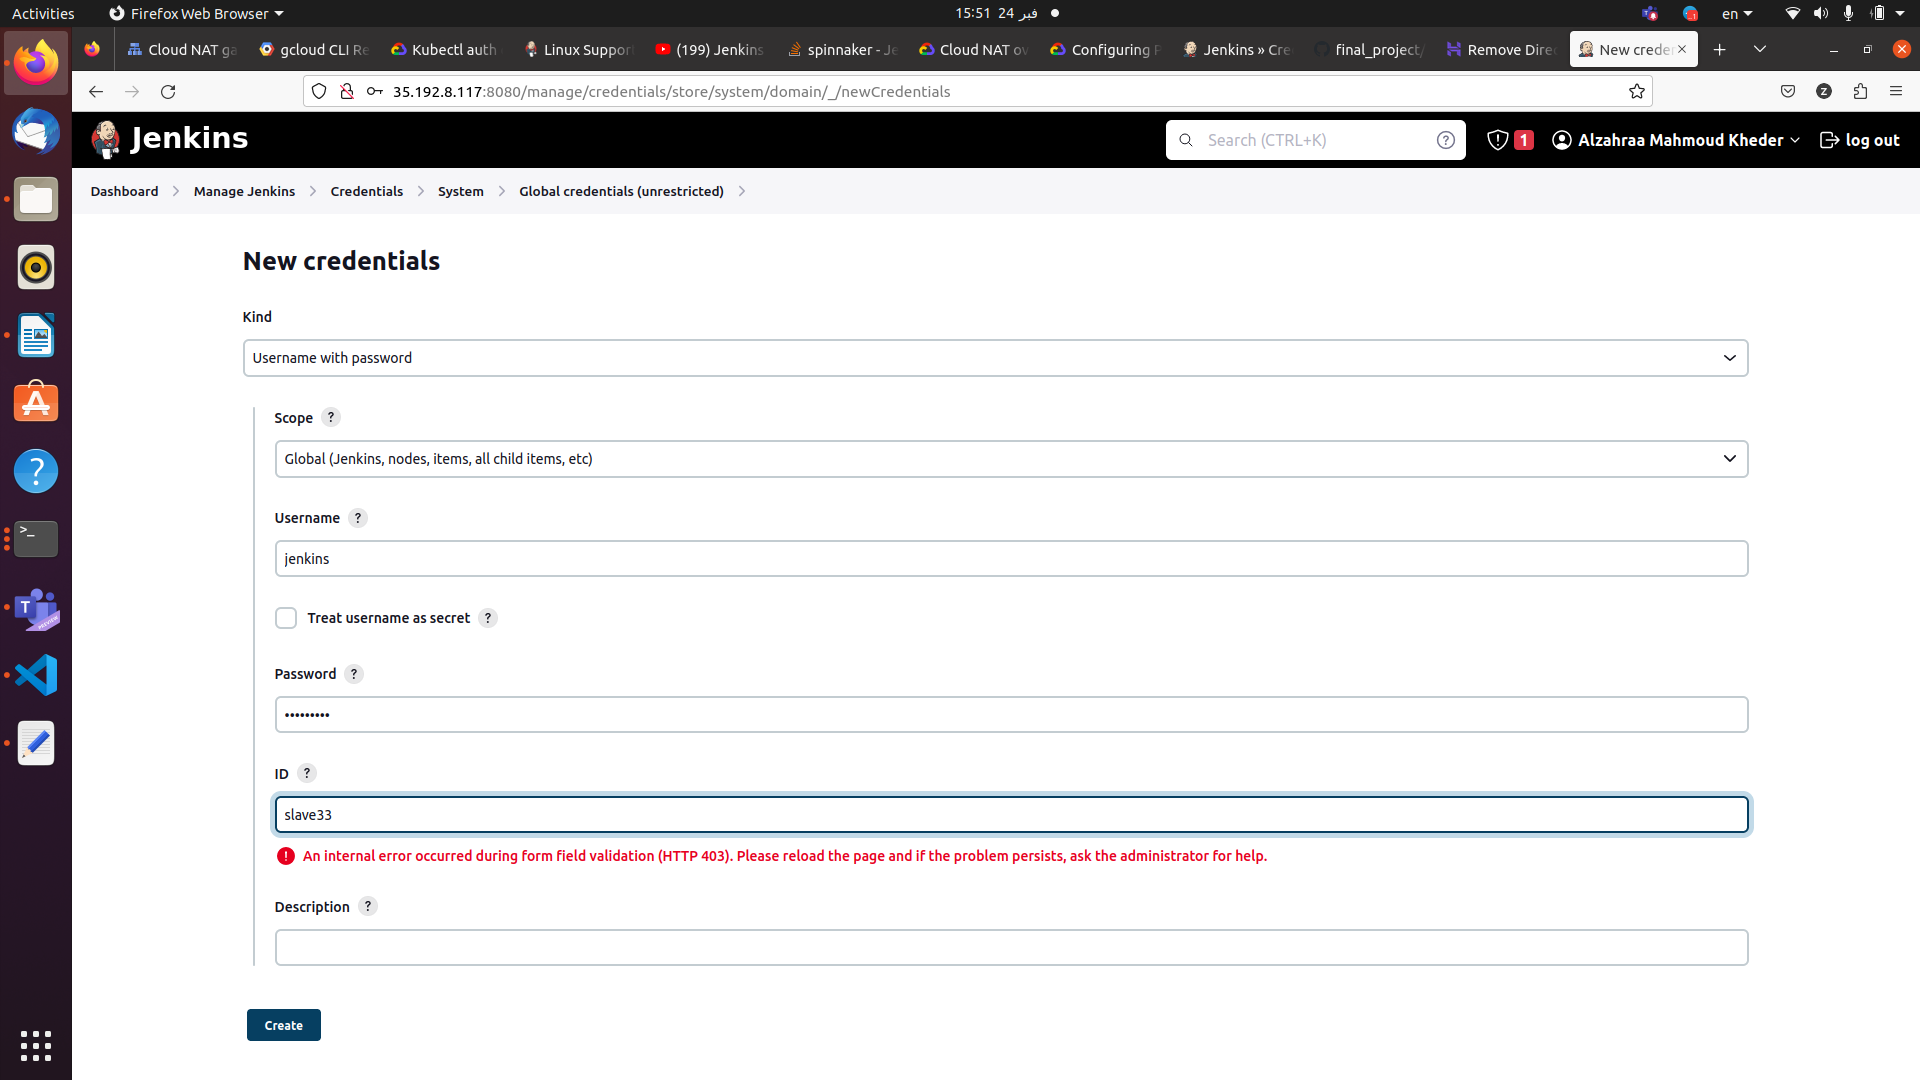 Activities Firefox Web Browser 15:51 24 فبر en
Cloud NAT ga gcloud CLI Re Kubectl auth Linux Suppor (199) Jenkins spinnaker - Je Cloud NAT ov Configuring P Jenkins » Cre final_project/ Remove Direc New creden
35.192.8.117:8080/manage/credentials/store/system/domain/_/newCredentials
Jenkins Search (CTRL+K) ? 1 Alzahraa Mahmoud Kheder log out
Dashboard Manage Jenkins Credentials System Global credentials (unrestricted)
New credentials
Kind
Username with password
Scope ?
Global (Jenkins, nodes, items, all child items, etc)
Username ?
jenkins
Treat username as secret ?
Password ?
•••••••••
ID ?
slave33
An internal error occurred during form field validation (HTTP 403). Please reload the page and if the problem persists, ask the administrator for help.
Description ?
Create